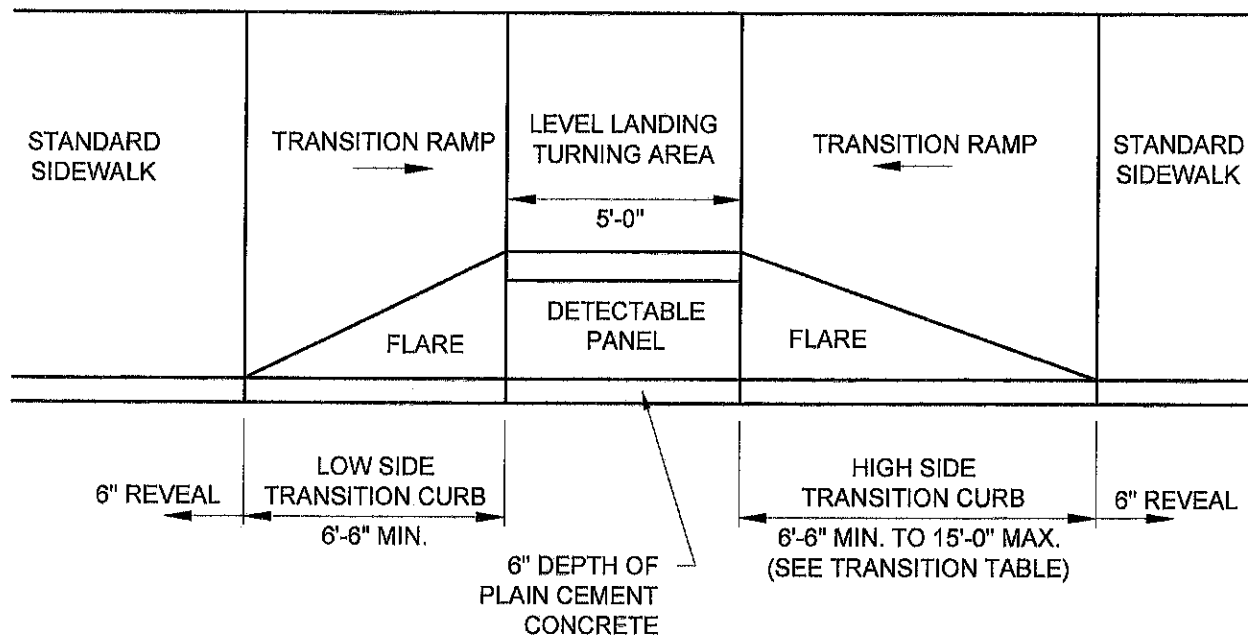 STANDARD
SIDEWALK
TRANSITION RAMP
LEVEL LANDING
TURNING AREA
5'-0"
TRANSITION RAMP
STANDARD
SIDEWALK
FLARE
DETECTABLE
PANEL
FLARE
6" REVEAL
LOW SIDE
TRANSITION CURB
6'-6" MIN.
6" DEPTH OF
PLAIN CEMENT
CONCRETE
HIGH SIDE
TRANSITION CURB
6'-6" MIN. TO 15'-0" MAX.
(SEE TRANSITION TABLE)
6" REVEAL